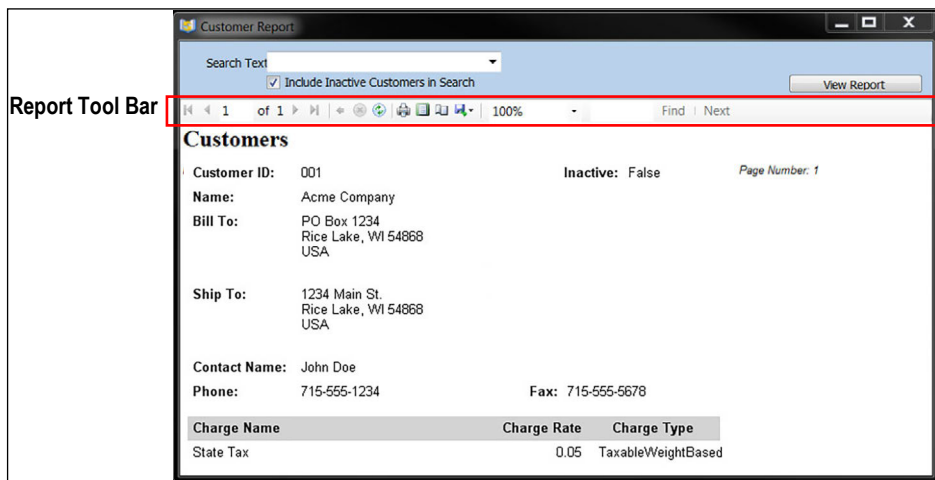 Customer Report
Search Text
Include Inactive Customers in Search
View Report
Report Tool Bar
1 of 1 100% Find | Next
Customers
Customer ID: 001 Inactive: False Page Number: 1
Name: Acme Company
Bill To: PO Box 1234
Rice Lake, WI 54868
USA
Ship To: 1234 Main St.
Rice Lake, WI 54868
USA
Contact Name: John Doe
Phone: 715-555-1234 Fax: 715-555-5678
Charge Name Charge Rate Charge Type
State Tax 0.05 TaxableWeightBased